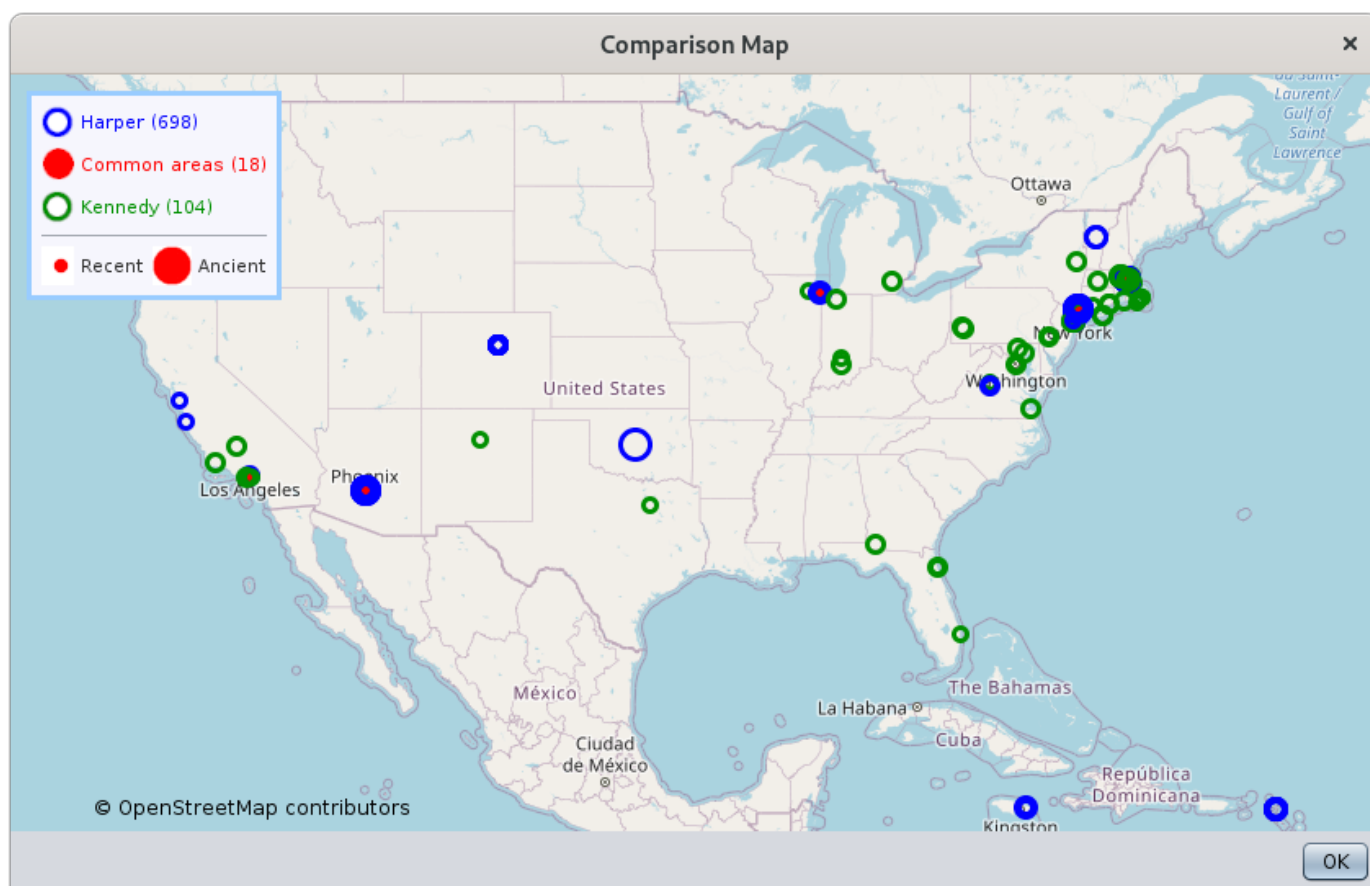 Comparison Map
Harper (698)
Common areas (18)
Kennedy (104)
Recent Ancient
Laurent /
Gulf of
Saint
Lawrence
Ottawa
New York
Washington
United States
Los Angeles
Phoenix
México
Ciudad
de México
La Habana
The Bahamas
Cuba
República
Dominicana
Kingston
© OpenStreetMap contributors
OK